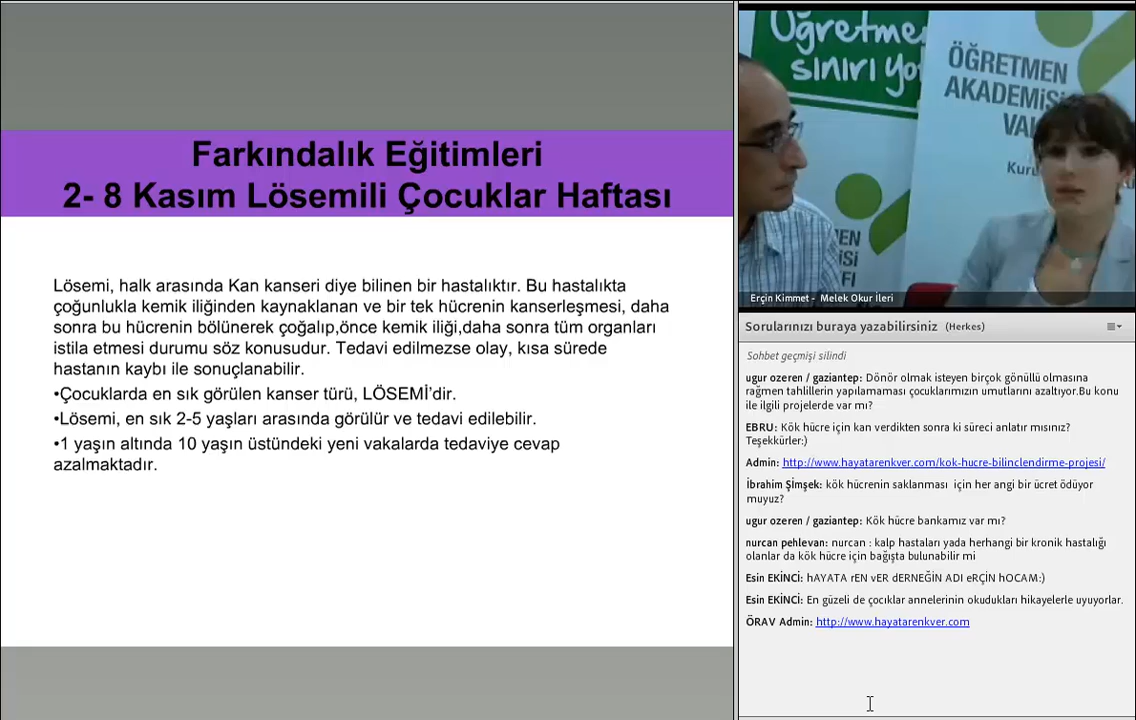 Farkındalık Eğitimleri
2- 8 Kasım Lösemili Çocuklar Haftası
Lösemi, halk arasında Kan kanseri diye bilinen bir hastalıktır. Bu hastalıkta
çoğunlukla kemik iliğinden kaynaklanan ve bir tek hücrenin kanserleşmesi, daha
sonra bu hücrenin bölünerek çoğalıp,önce kemik iliği,daha sonra tüm organları
istila etmesi durumu söz konusudur. Tedavi edilmezse olay, kısa sürede
hastanın kaybı ile sonuçlanabilir.
•Çocuklarda en sık görülen kanser türü, LÖSEMİ’dir.
•Lösemi, en sık 2-5 yaşları arasında görülür ve tedavi edilebilir.
•1 yaşın altında 10 yaşın üstündeki yeni vakalarda tedaviye cevap
azalmaktadır.
Öğretme
sınırı yo
ÖĞRETMEN
AKADEMİSİ
VA
Kuru
EN
İSİ
FI
Erçin Kimmet - Melek Okur İleri
Sorularınızı buraya yazabilirsiniz (Herkes)
Sohbet geçmişi silindi
ugur ozeren / gaziantep: Dönör olmak isteyen birçok gönüllü olmasına
rağmen tahlillerin yapılamaması çocuklarımızın umutlarını azaltıyor.Bu konu
ile ilgili projelerde var mı?
EBRU: Kök hücre için kan verdikten sonra ki süreci anlatır mısınız?
Teşekkürler:)
Admin: http://www.hayatarenkver.com/kok-hucre-bilinclendirme-projesi/
İbrahim Şİmşek: kök hücrenin saklanması için her angi bir ücret ödüyor
muyuz?
ugur ozeren / gaziantep: Kök hücre bankamız var mı?
nurcan pehlevan: nurcan : kalp hastaları yada herhangi bir kronik hastalığı
olanlar da kök hücre için bağışta bulunabilir mi
Esin EKİNCİ: hAYATA rEN vER dERNEĞİN ADI eRÇİN hOCAM:)
Esin EKİNCİ: En güzeli de çocıklar annelerinin okudukları hikayelerle uyuyorlar.
ÖRAV Admin: http://www.hayatarenkver.com